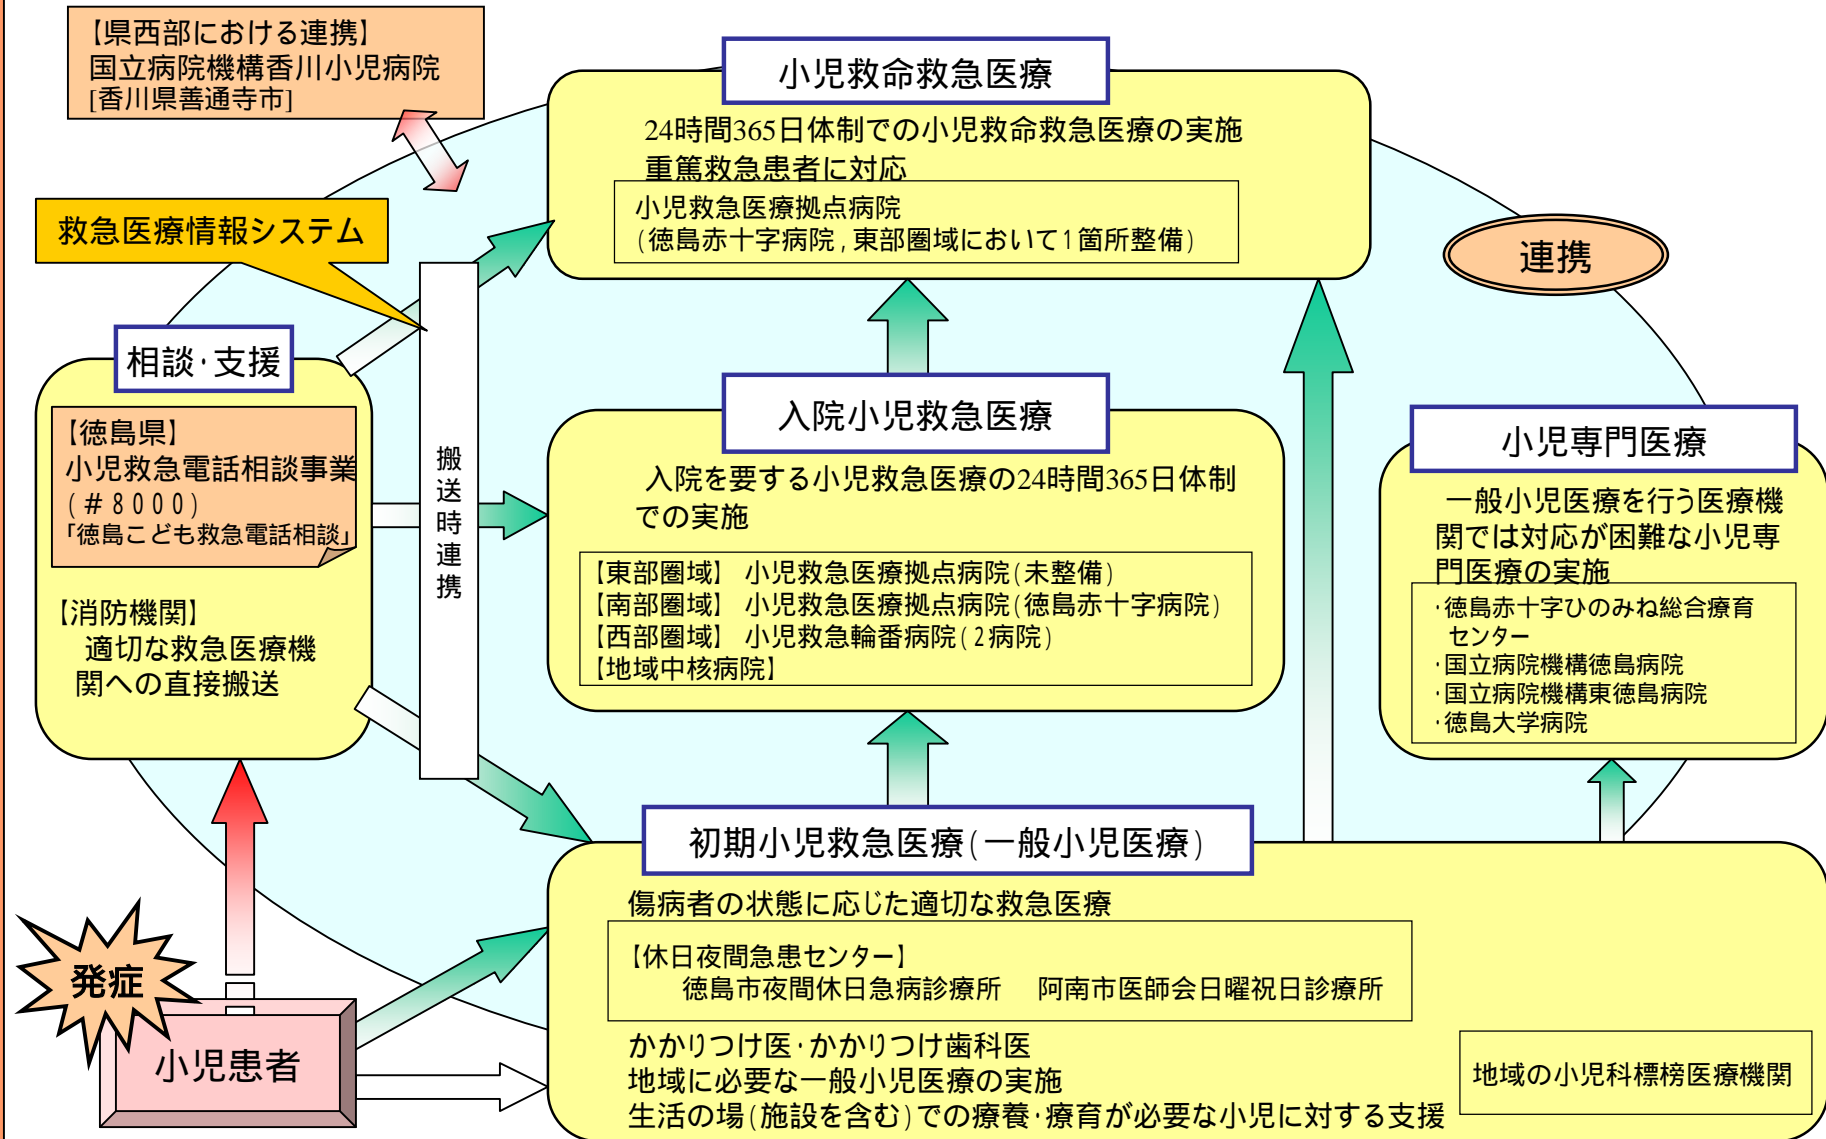 【県西部における連携】
国立病院機構香川小児病院
[香川県善通寺市]
小児救命救急医療
24時間365日体制での小児救命救急医療の実施
重篤救急患者に対応
小児救急医療拠点病院
(徳島赤十字病院,東部圏域において1箇所整備)
救急医療情報システム
連携
相談・支援
【徳島県】
小児救急電話相談事業
(#8000)
「徳島こども救急電話相談」
【消防機関】
適切な救急医療機
関への直接搬送
搬送時連携
入院小児救急医療
入院を要する小児救急医療の24時間365日体制
での実施
【東部圏域】 小児救急医療拠点病院(未整備)
【南部圏域】 小児救急医療拠点病院(徳島赤十字病院)
【西部圏域】 小児救急輪番病院(2病院)
【地域中核病院】
小児専門医療
一般小児医療を行う医療機
関では対応が困難な小児専
門医療の実施
・徳島赤十字ひのみね総合療育
センター
・国立病院機構徳島病院
・国立病院機構東徳島病院
・徳島大学病院
初期小児救急医療(一般小児医療)
傷病者の状態に応じた適切な救急医療
【休日夜間急患センター】
徳島市夜間休日急病診療所 阿南市医師会日曜祝日診療所
かかりつけ医・かかりつけ歯科医
地域に必要な一般小児医療の実施
生活の場(施設を含む)での療養・療育が必要な小児に対する支援
地域の小児科標榜医療機関
発症
小児患者